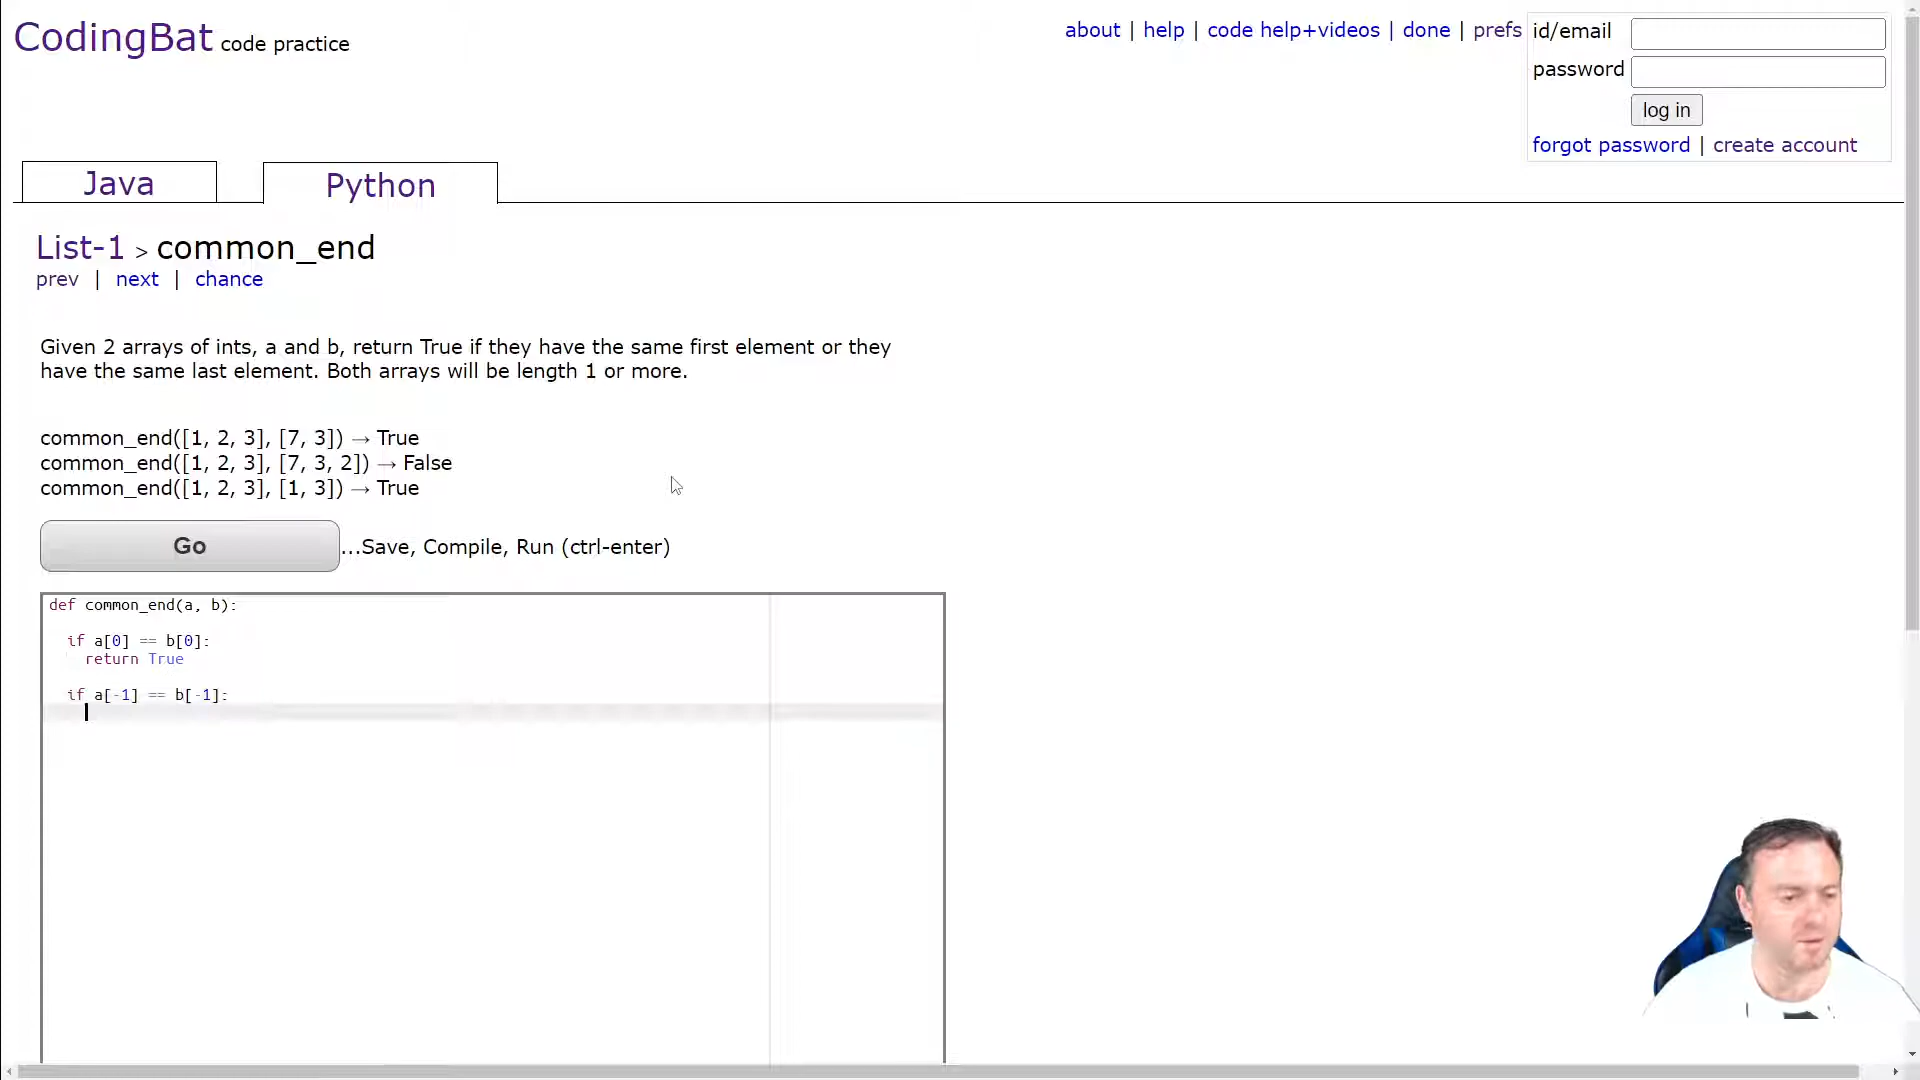 CodingBat code practice
about | help | code help+videos | done | prefs
id/email
password
log in
forgot password | create account
Java
Python
List-1 > common_end
prev | next | chance
Given 2 arrays of ints, a and b, return True if they have the same first element or they
have the same last element. Both arrays will be length 1 or more.
common_end([1, 2, 3], [7, 3]) → True
common_end([1, 2, 3], [7, 3, 2]) → False
common_end([1, 2, 3], [1, 3]) → True
Go
...Save, Compile, Run (ctrl-enter)
def common_end(a, b):
if a[0] == b[0]:
return True
if a[-1] == b[-1]: